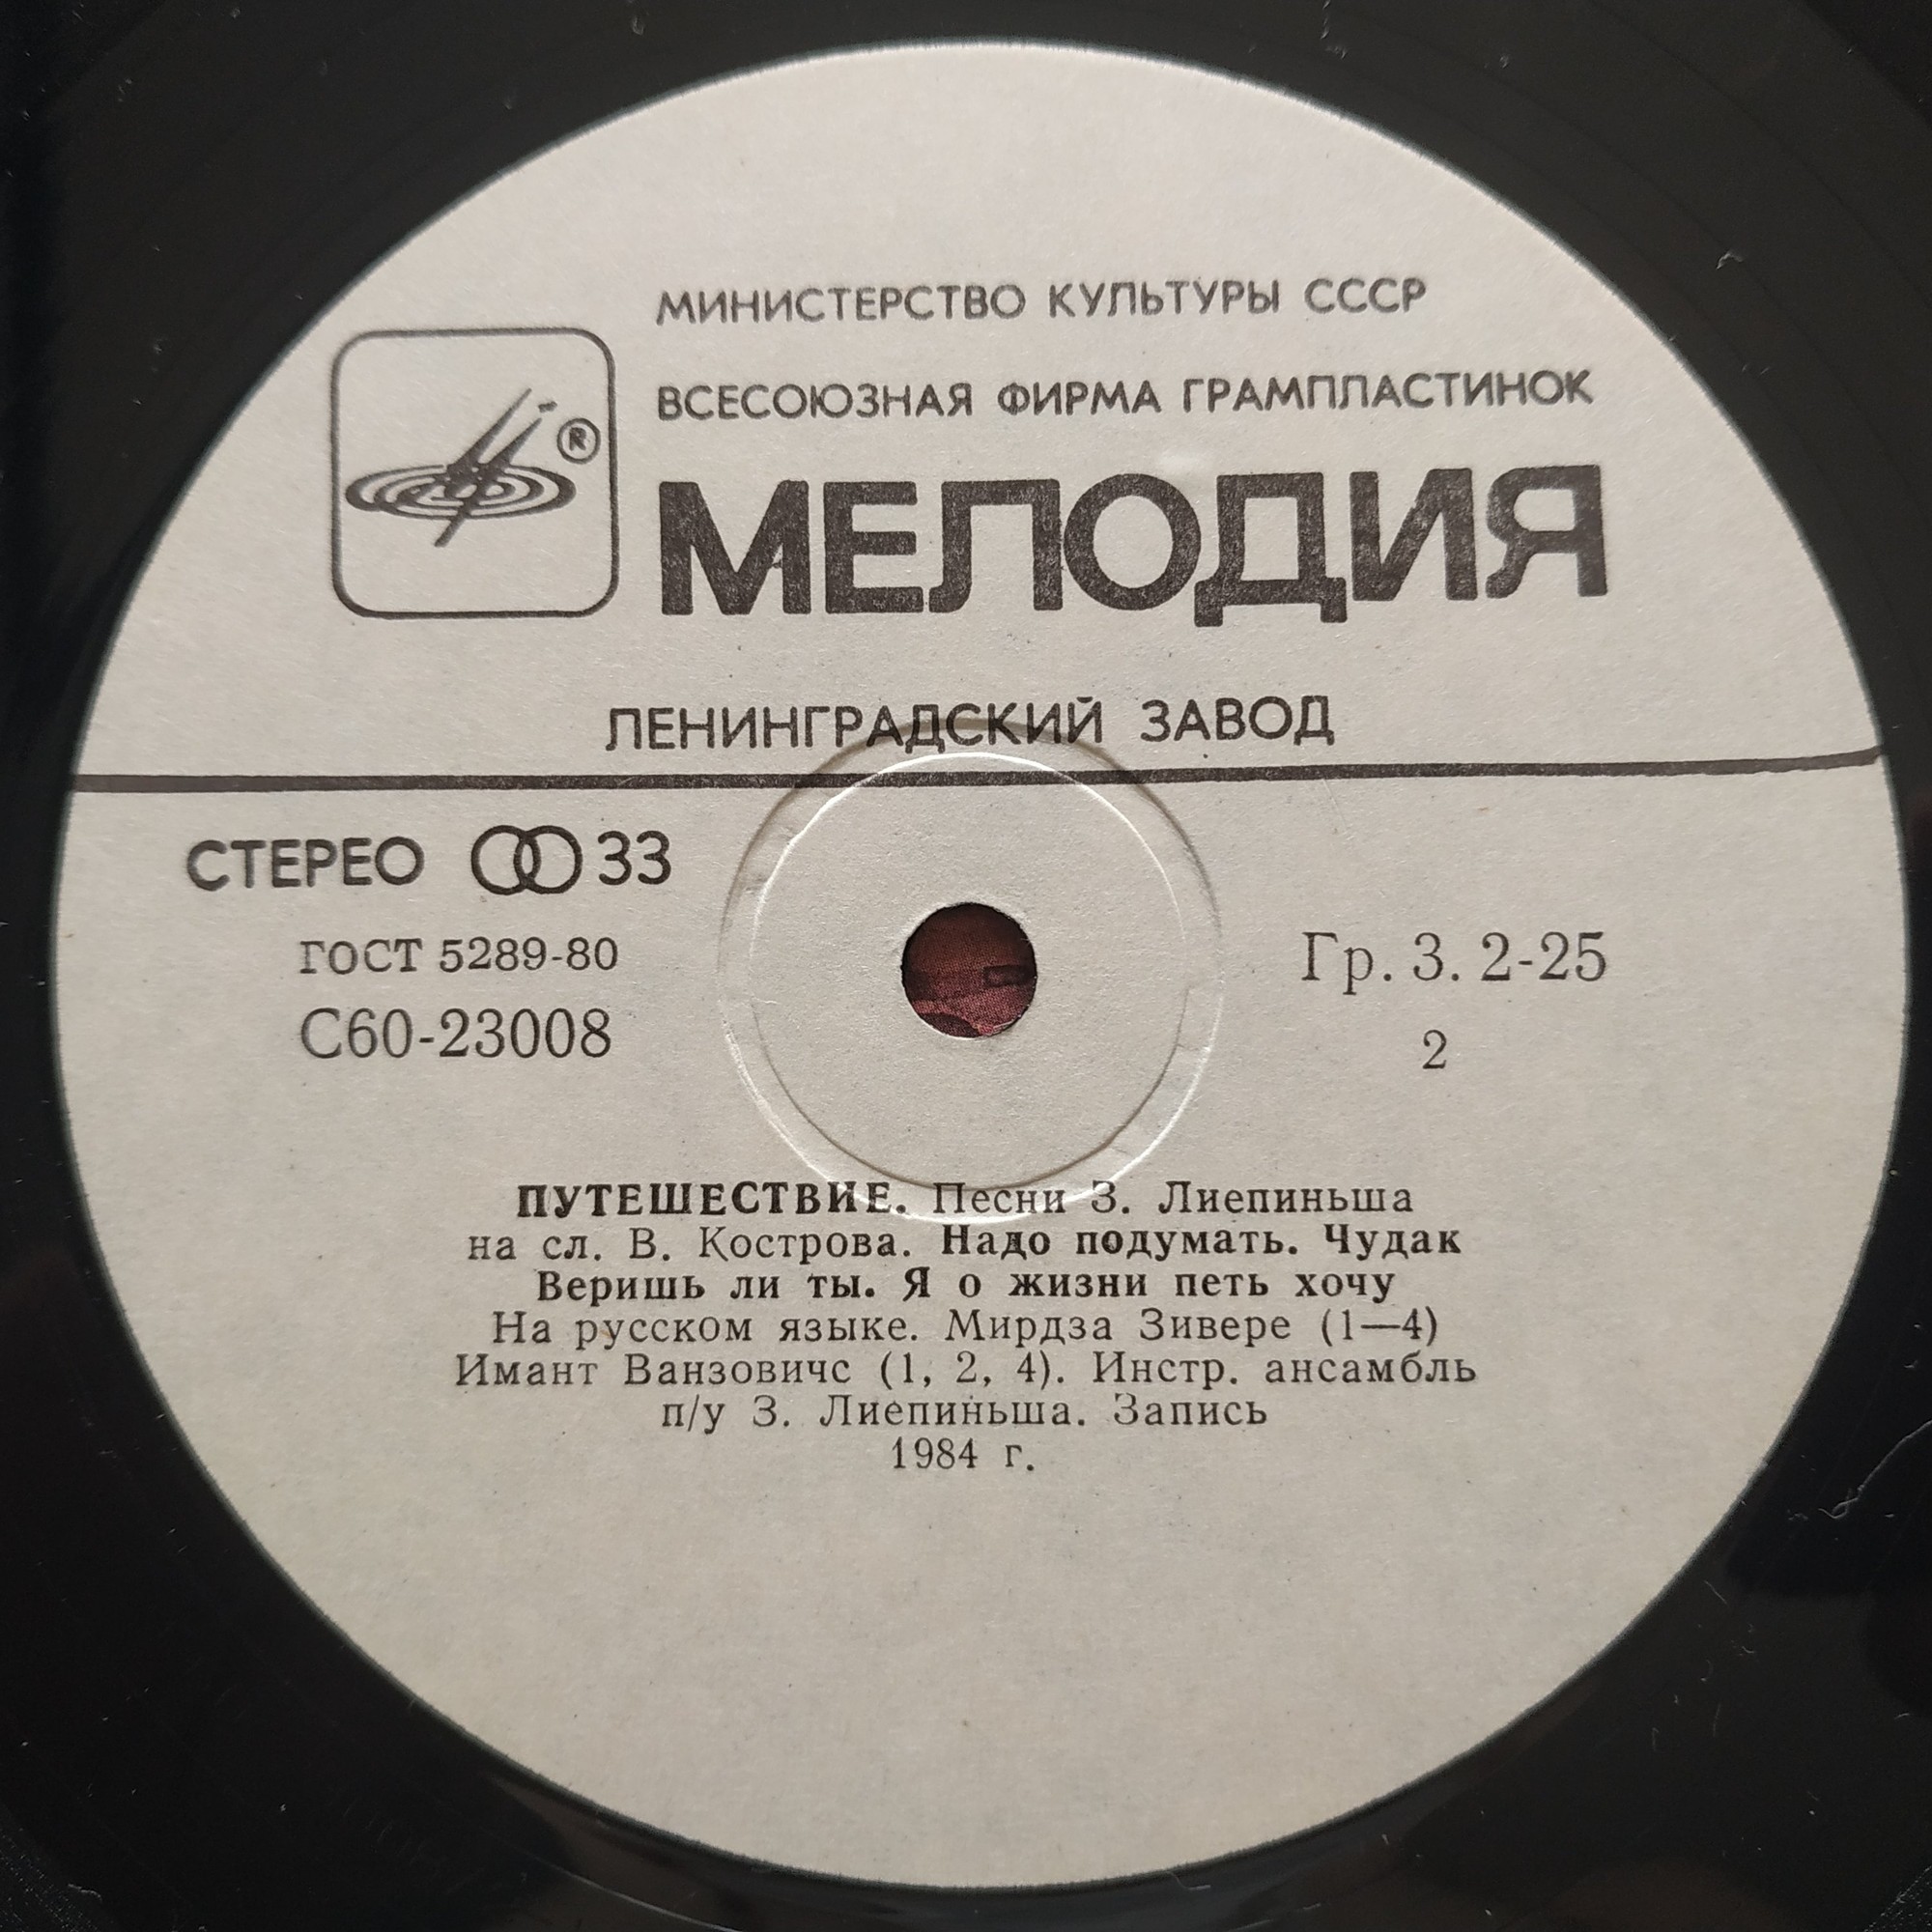 МИНИСТЕРСТВО КУЛЬТУРЫ СССР
ВСЕСОЮЗНАЯ ФИРМА ГРАМПЛАСТИНОК
®
МЕЛОДИЯ
ЛЕНИНГРАДСКИЙ ЗАВОД
СТЕРЕО 33
ГОСТ 5289-80
Гр. 3. 2-25
С60-23008
2
ПУТЕШЕСТВИЕ. Песни З. Лиепиньша
на сл. В. Кострова. Надо подумать. Чудак
Веришь ли ты. Я о жизни петь хочу
На русском языке. Мирдза Зивере (1—4)
Имант Ванзовичс (1, 2, 4). Инстр. ансамбль
п/у З. Лиепиньша. Запись
1984 г.